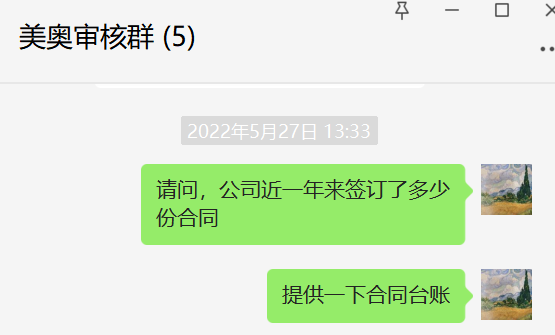 美奥审核群 (5)
2022年5月27日 13:33
请问，公司近一年来签订了多少
份合同
提供一下合同台账